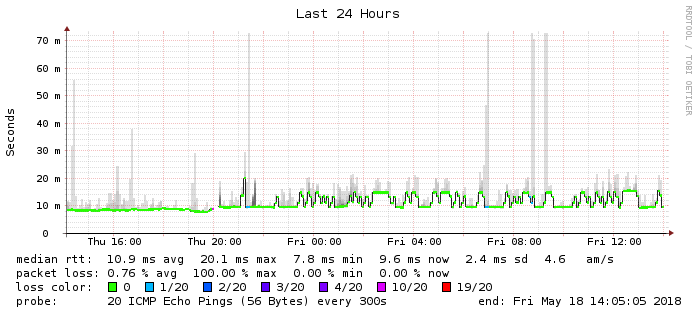 Last 24 Hours
RRDTOOL / TOBI OETIKER
Seconds
70 m
60 m
50 m
40 m
30 m
20 m
10 m
0
Thu 16:00 Thu 20:00 Fri 00:00 Fri 04:00 Fri 08:00 Fri 12:00
median rtt: 10.9 ms avg 20.1 ms max 7.8 ms min 9.6 ms now 2.4 ms sd 4.6 am/s
packet loss: 0.76 % avg 100.00 % max 0.00 % min 0.00 % now
loss color: 0 1/20 2/20 3/20 4/20 10/20 19/20
probe: 20 ICMP Echo Pings (56 Bytes) every 300s end: Fri May 18 14:05:05 2018